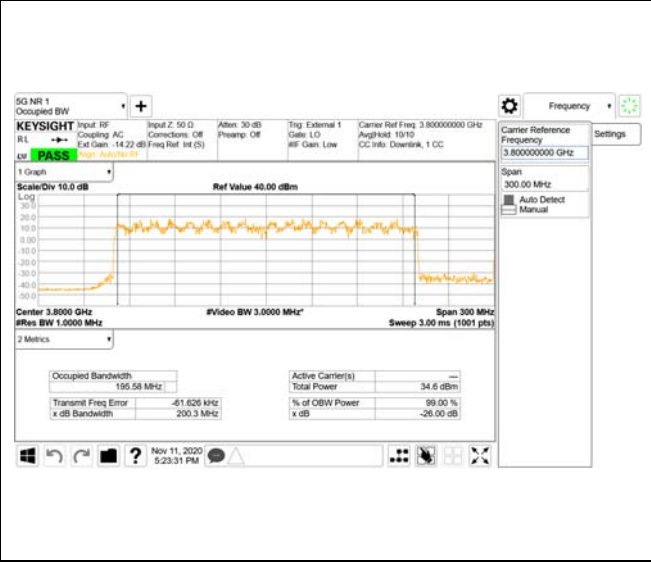 5G NR 1
Occupied BW
Frequency
KEYSIGHT
R L
PASS
Input: RF
Coupling: AC
Ext Gain: -14.22 dB
Align: Auto/No RF
Input Z: 50 Ω
Corrections: Off
Freq Ref: Int (S)
Atten: 30 dB
Preamp: Off
Trig: External 1
Gate: LO
#IF Gain: Low
Carrier Ref Freq: 3.800000000 GHz
Avg|Hold: 10/10
CC Info: Downlink, 1 CC
Carrier Reference
Frequency
3.800000000 GHz
Settings
Span
300.00 MHz
Auto Detect
Manual
1 Graph
Scale/Div 10.0 dB
Ref Value 40.00 dBm
Log
30.0
20.0
10.0
0.00
-10.0
-20.0
-30.0
-40.0
-50.0
Center 3.8000 GHz
#Video BW 3.0000 MHz*
Span 300 MHz
#Res BW 1.0000 MHz
Sweep 3.00 ms (1001 pts)
2 Metrics
Occupied Bandwidth
195.58 MHz
Active Carrier(s)
---
Total Power
34.6 dBm
Transmit Freq Error
-61.626 kHz
% of OBW Power
99.00 %
x dB Bandwidth
200.3 MHz
x dB
-26.00 dB
?
Nov 11, 2020
5:23:31 PM